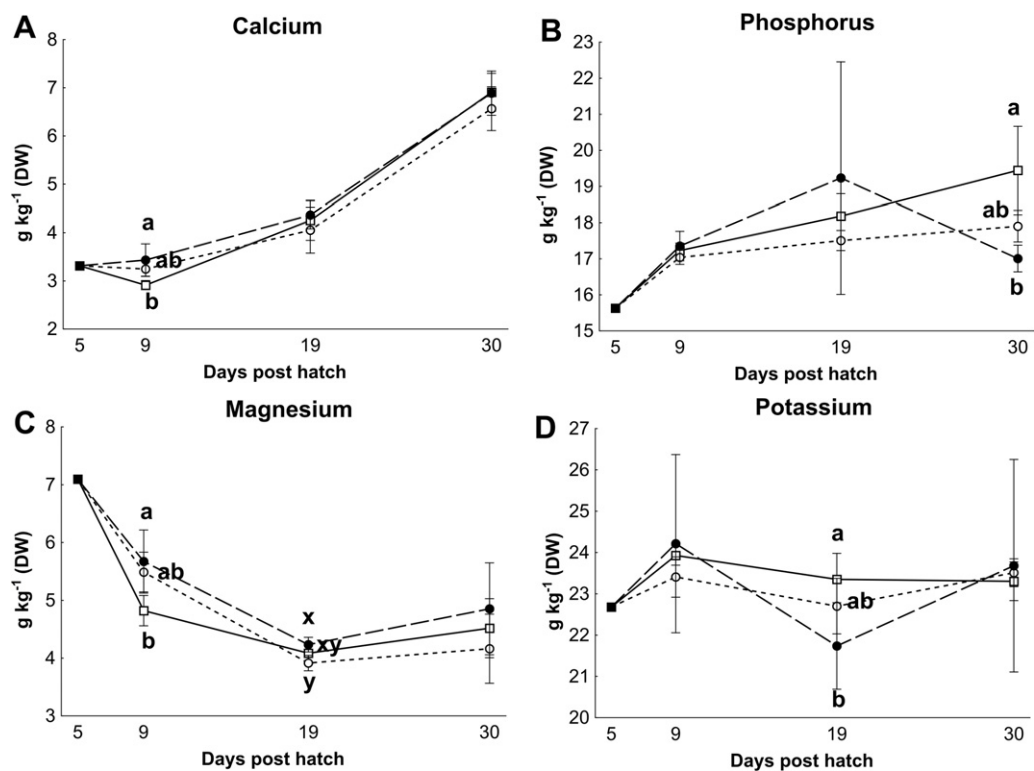 A
Calcium
g kg⁻¹ (DW)
8
7
6
5
4
3
2
a
ab
b
5 9 19 30
Days post hatch
B
Phosphorus
g kg⁻¹ (DW)
23
22
21
20
19
18
17
16
15
a
ab
b
5 9 19 30
Days post hatch
C
Magnesium
g kg⁻¹ (DW)
8
7
6
5
4
3
a
ab
b
x
xy
y
5 9 19 30
Days post hatch
D
Potassium
g kg⁻¹ (DW)
27
26
25
24
23
22
21
20
a
ab
b
5 9 19 30
Days post hatch